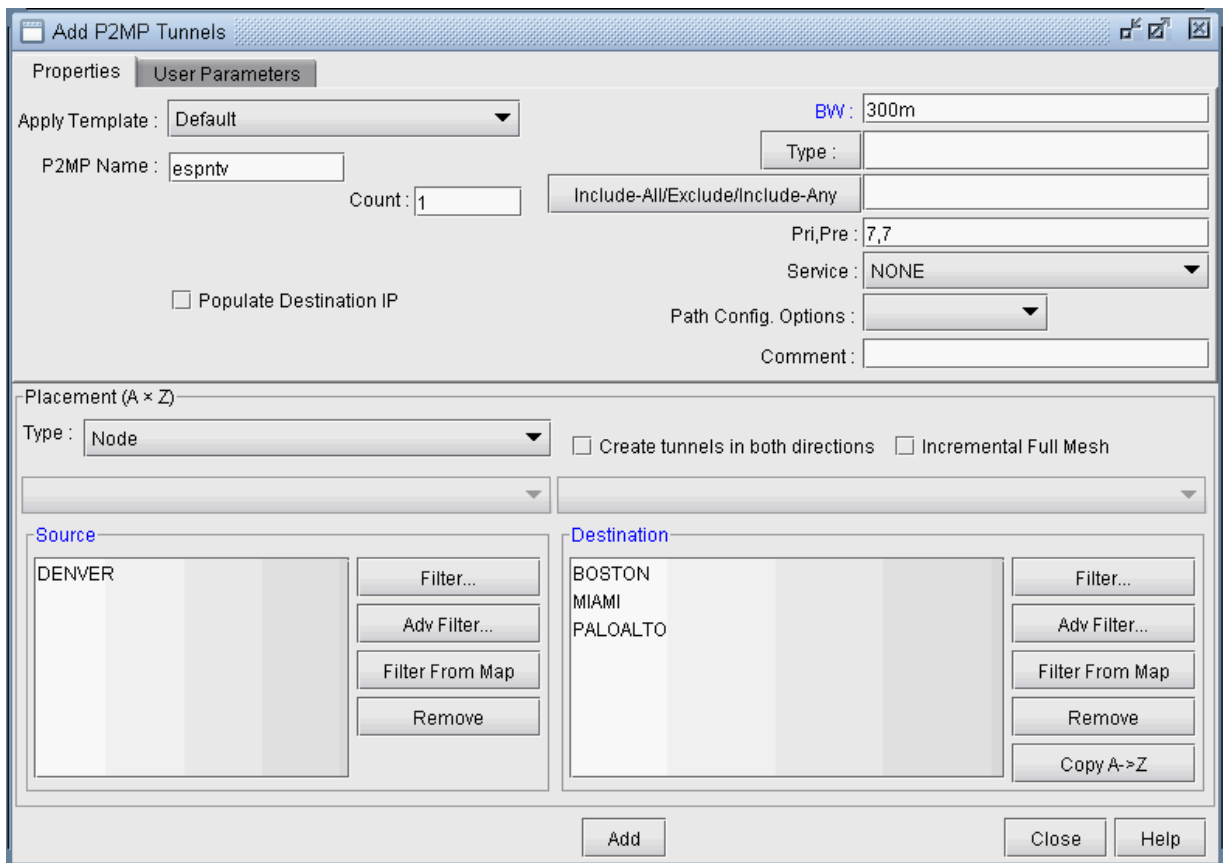 Add P2MP Tunnels
Properties User Parameters
Apply Template : Default
BW : 300m
P2MP Name : espntv
Type :
Count : 1
Include-All/Exclude/Include-Any
Pri,Pre : 7,7
Service : NONE
Populate Destination IP
Path Config. Options :
Comment :
Placement (A × Z)
Type : Node
Create tunnels in both directions Incremental Full Mesh
Source
DENVER
Filter...
Adv Filter...
Filter From Map
Remove
Destination
BOSTON
MIAMI
PALOALTO
Filter...
Adv Filter...
Filter From Map
Remove
Copy A->Z
Add Close Help